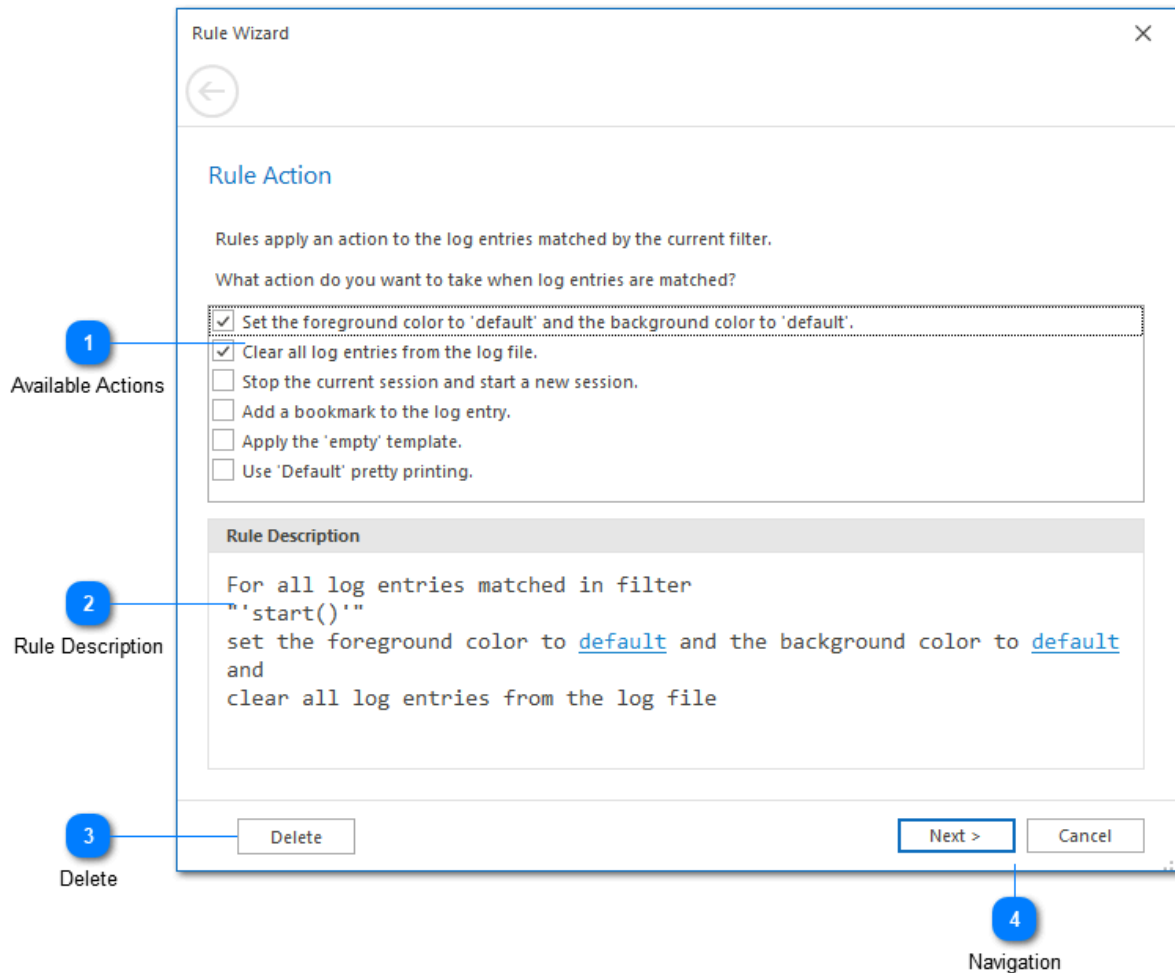 Rule Wizard
Rule Action
Rules apply an action to the log entries matched by the current filter.
What action do you want to take when log entries are matched?
Set the foreground color to 'default' and the background color to 'default'.
1
Clear all log entries from the log file.
Available Actions
Stop the current session and start a new session.
Add a bookmark to the log entry.
Apply the 'empty' template.
Use 'Default' pretty printing.
Rule Description
For all log entries matched in filter
2
"'start()'"
Rule Description
set the foreground color to default and the background color to default
and
clear all log entries from the log file
3
Delete
Next >
Cancel
Delete
4
Navigation